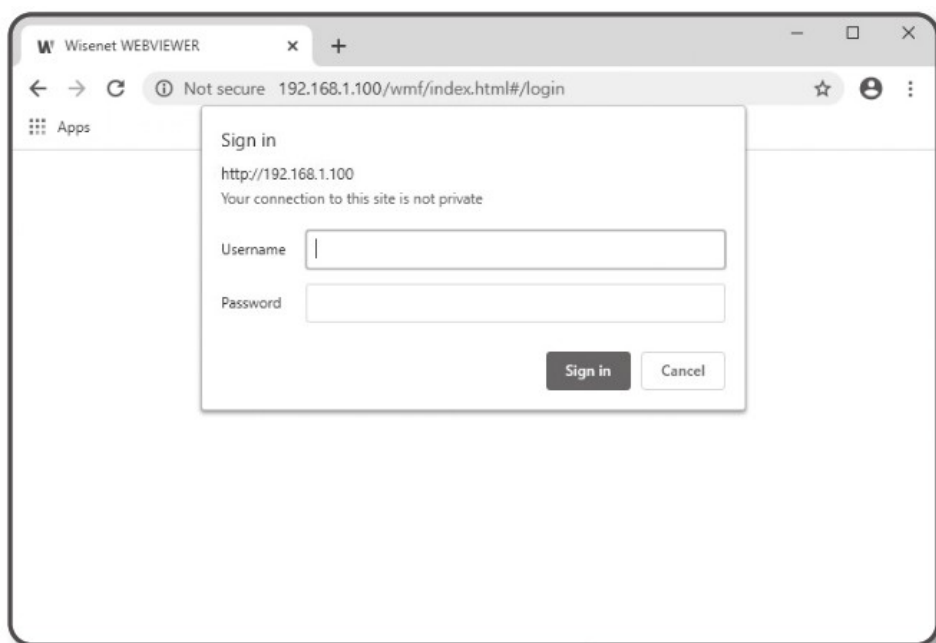 W Wisenet WEBVIEWER
Not secure 192.168.1.100/wmf/index.html#/login
Apps
Sign in
http://192.168.1.100
Your connection to this site is not private
Username
Password
Sign in Cancel